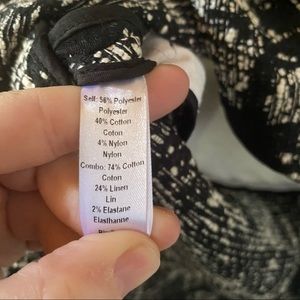 Self: 56% Polyester
Polyester
40% Cotton
Coton
4% Nylon
Nylon
Combo: 74% Cotton
Coton
24% Linen
Lin
2% Elastane
Elasthanne